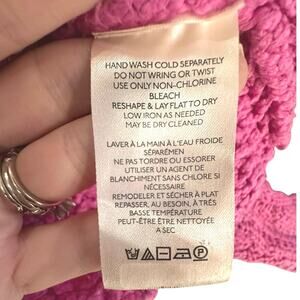 HAND WASH COLD SEPARATELY
DO NOT WRING OR TWIST
USE ONLY NON-CHLORINE
BLEACH
RESHAPE & LAY FLAT TO DRY
LOW IRON AS NEEDED
MAY BE DRY CLEANED
LAVER À LA MAIN À L'EAU FROIDE
SÉPARÉMEN
NE PAS TORDRE OU ESSORER
UTILISER UN AGENT DE
BLANCHIMENT SANS CHLORE SI
NÉCESSAIRE
REMODELER ET SÉCHER À PLAT
REPASSER, AU BESOIN, À TRÈS
BASSE TEMPÉRATURE
PEUT-ÊTRE ÊTRE NETTOYÉE
A SEC